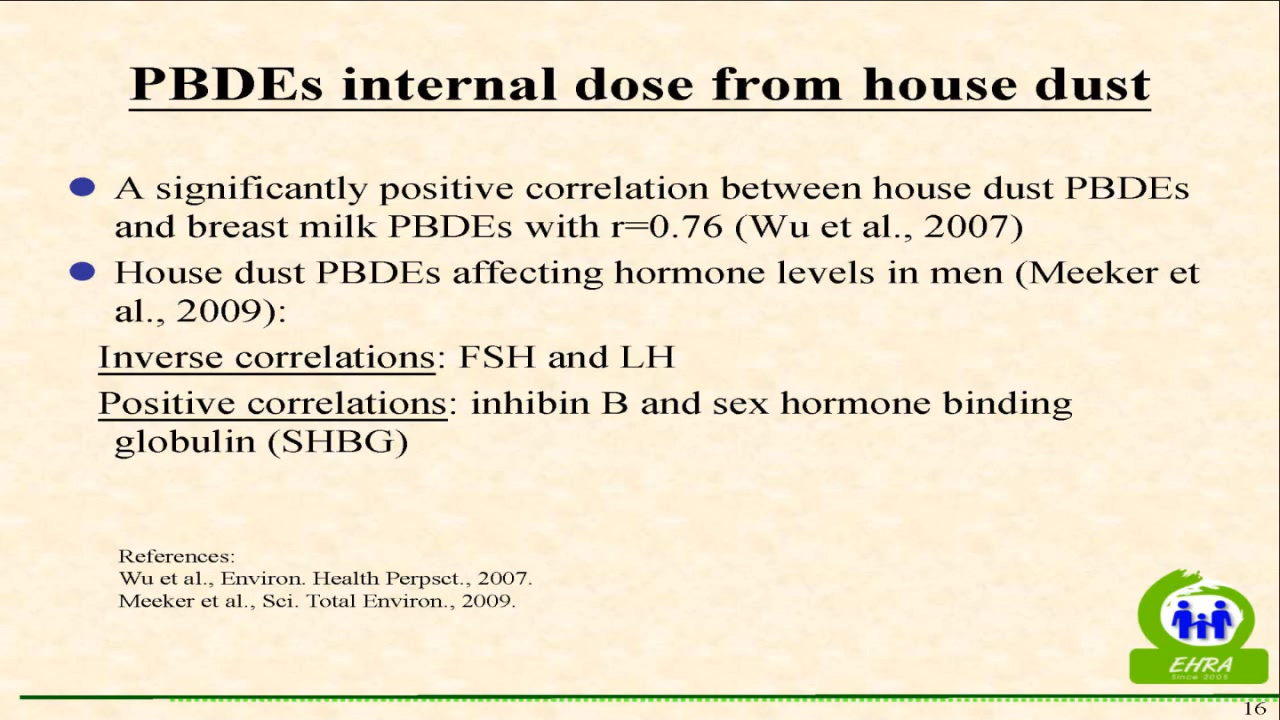 PBDEs internal dose from house dust
A significantly positive correlation between house dust PBDEs
and breast milk PBDEs with r=0.76 (Wu et al., 2007)
House dust PBDEs affecting hormone levels in men (Meeker et
al., 2009):
Inverse correlations: FSH and LH
Positive correlations: inhibin B and sex hormone binding
globulin (SHBG)
References:
Wu et al., Environ. Health Perpsct., 2007.
Meeker et al., Sci. Total Environ., 2009.
EHRA
Since 2005
16